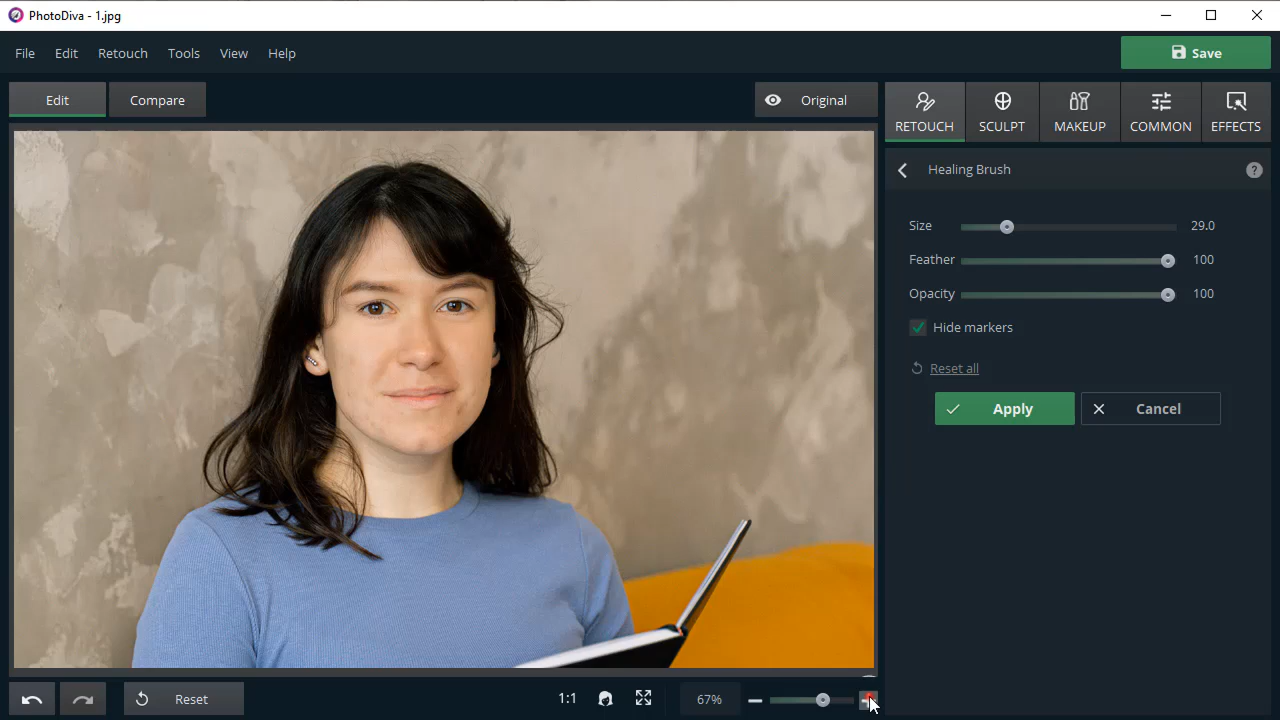 PhotoDiva - 1.jpg
File Edit Retouch Tools View Help
Save
Edit Compare Original
RETOUCH SCULPT MAKEUP COMMON EFFECTS
Healing Brush ?
Size 29.0
Feather 100
Opacity 100
Hide markers
Reset all
Apply Cancel
Reset 1:1 67%